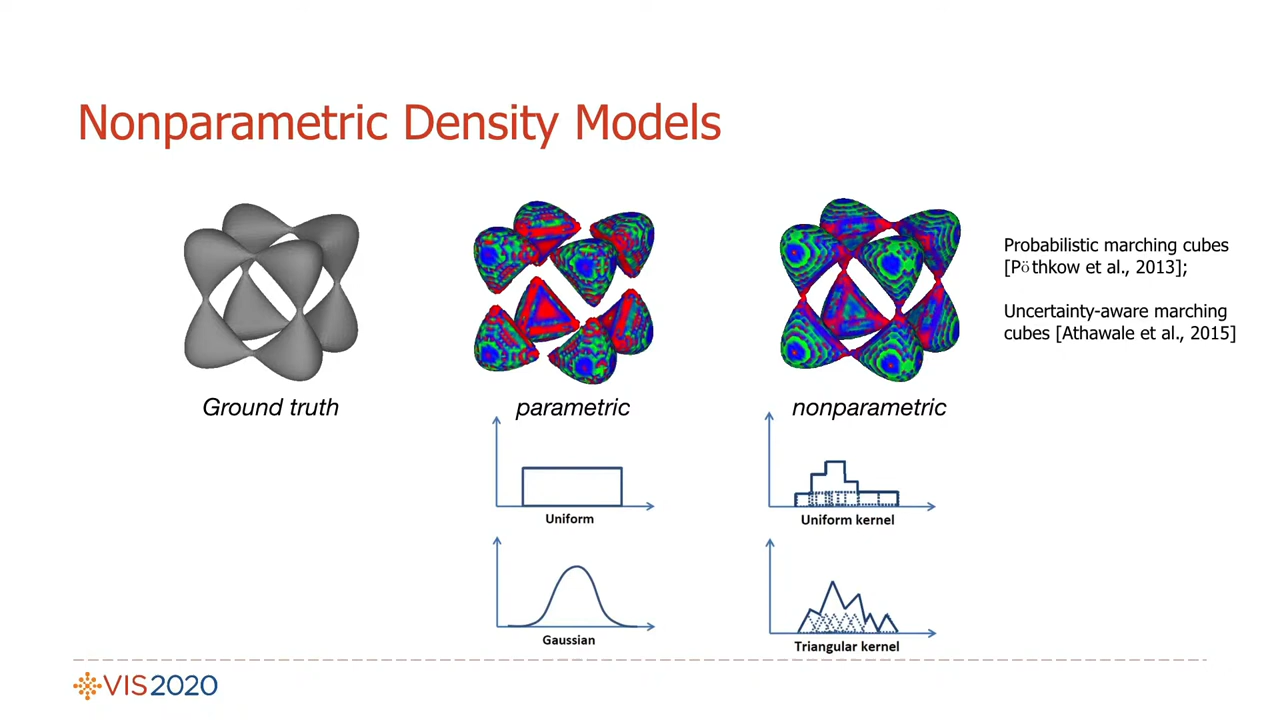 Nonparametric Density Models
Probabilistic marching cubes
[Pöthkow et al., 2013];
Uncertainty-aware marching
cubes [Athawale et al., 2015]
Ground truth
parametric
nonparametric
Uniform
Uniform kernel
Gaussian
Triangular kernel
VIS2020